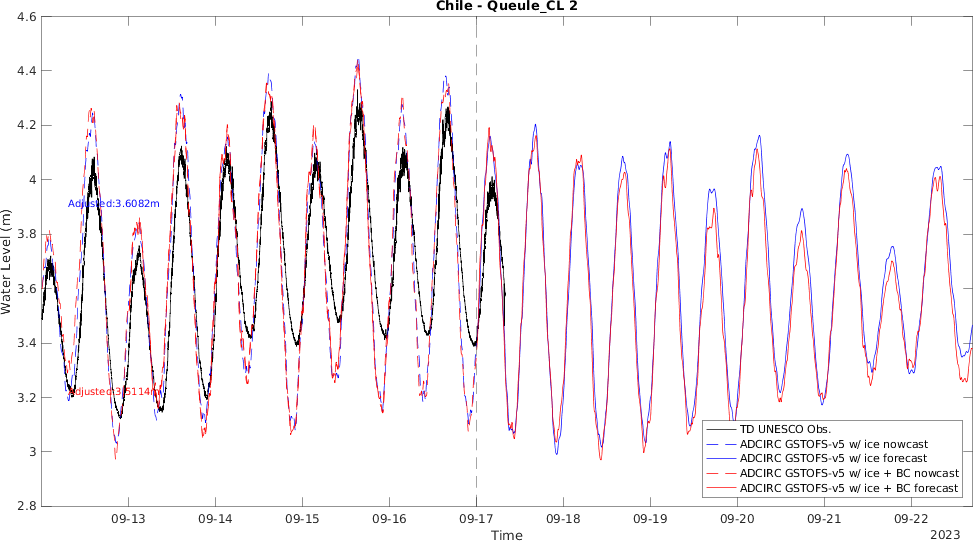 Chile - Queule_CL 2
4.6
4.4
4.2
4
3.8
3.6
3.4
3.2
3
2.8
Water Level (m)
Adjusted:3.6082m
Adjusted:3.5114m
TD UNESCO Obs.
ADCIRC GSTOFS-v5 w/ ice nowcast
ADCIRC GSTOFS-v5 w/ ice forecast
ADCIRC GSTOFS-v5 w/ ice + BC nowcast
ADCIRC GSTOFS-v5 w/ ice + BC forecast
09-13 09-14 09-15 09-16 09-17 09-18 09-19 09-20 09-21 09-22
Time
2023